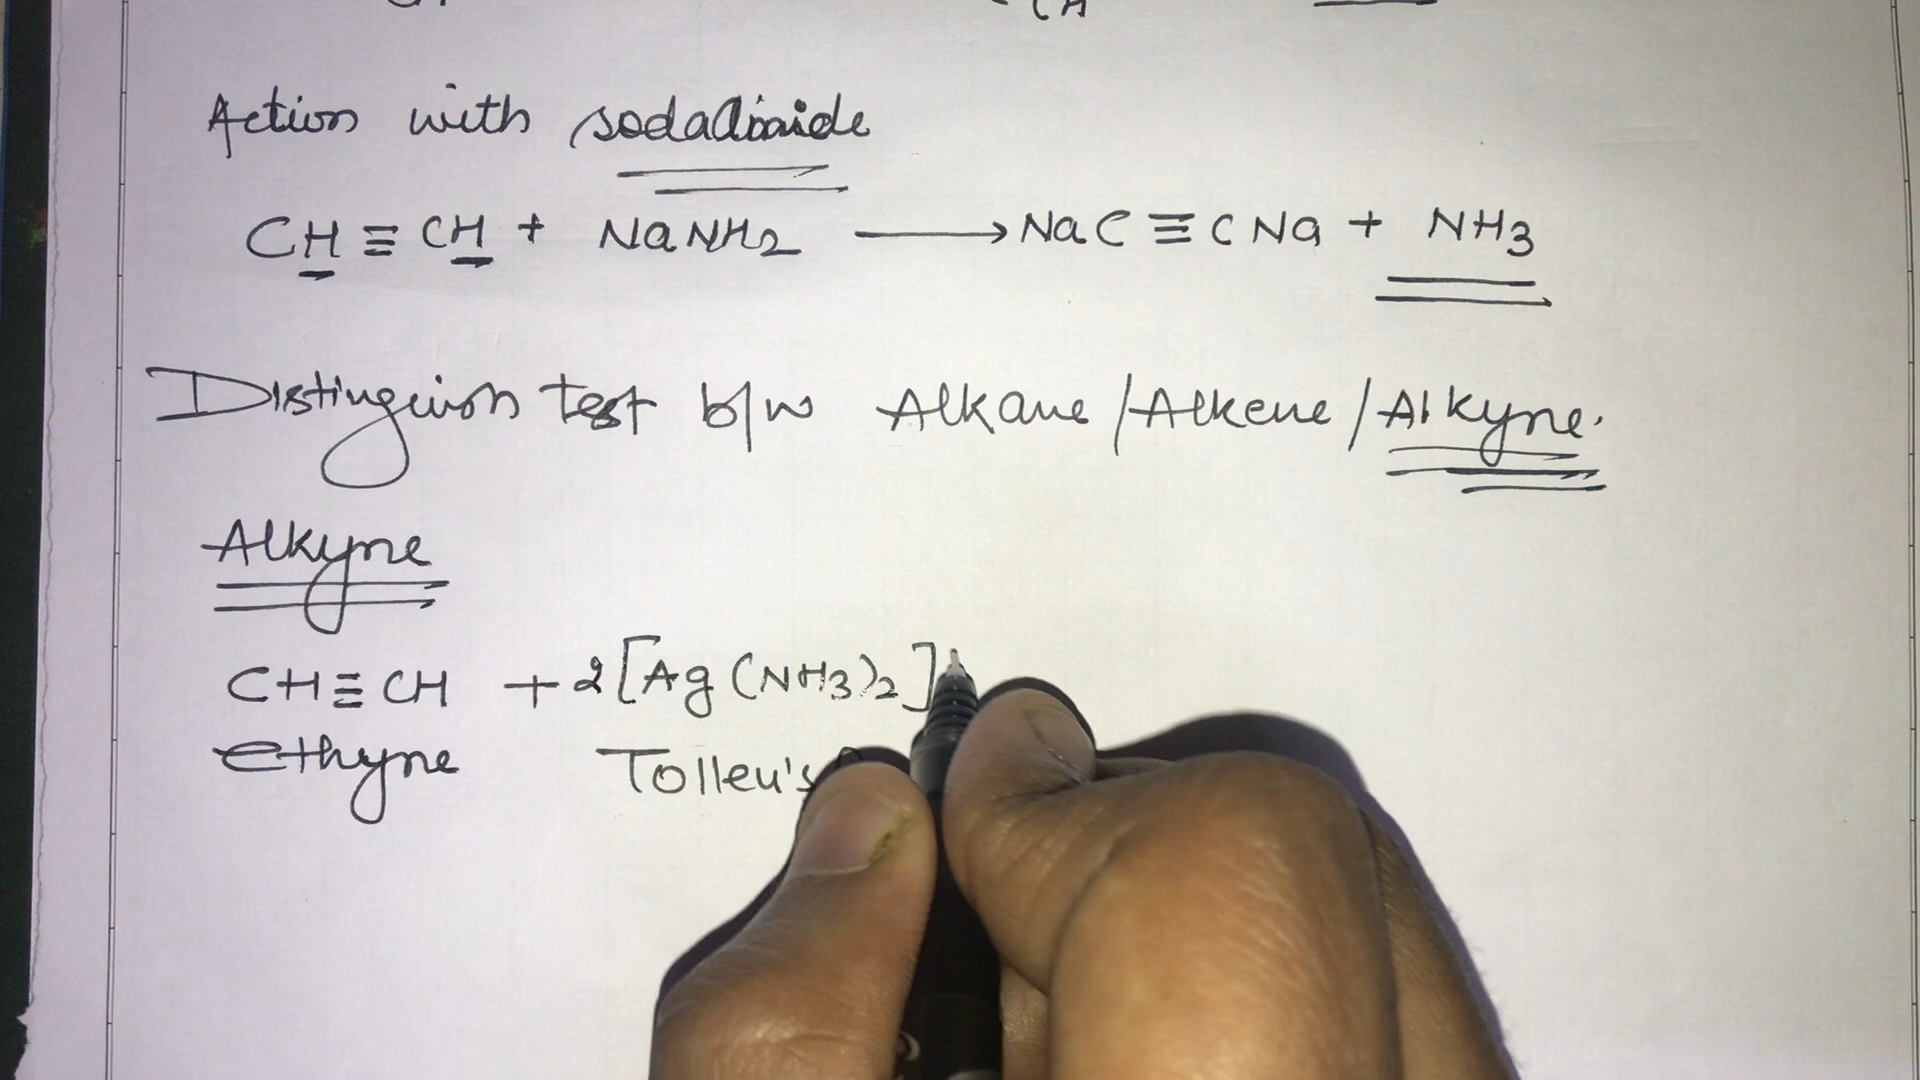 Action with sodadimide
CH≡CH + NaNH2 → NaC≡CNa + NH3
Distinguish test b/w Alkane/Alkene/Alkyne.
Alkyne
CH≡CH + 2[Ag(NH3)2]
ethyne Tollen's